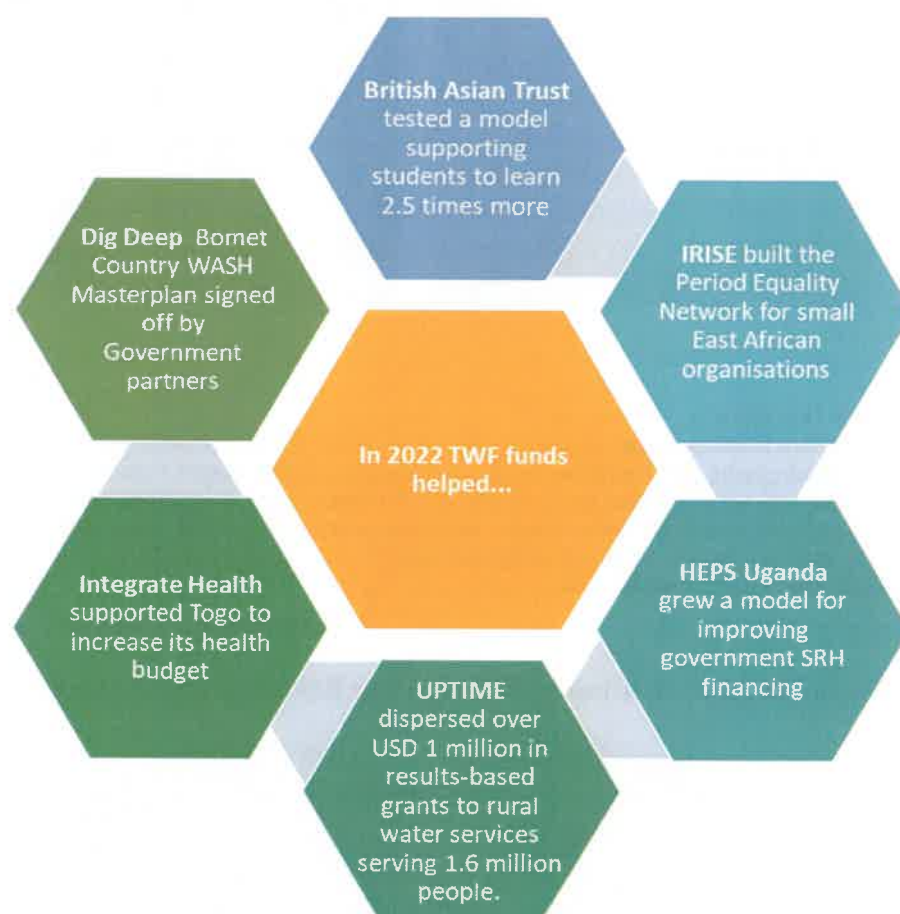 British Asian Trust
tested a model
supporting
students to learn
2.5 times more
IRISE built the
Period Equality
Network for small
East African
organisations
HEPS Uganda
grew a model for
improving
government SRH
financing
UPTIME
dispersed over
USD 1 million in
results-based
grants to rural
water services
serving 1.6 million
people.
Integrate Health
supported Togo to
increase its health
budget
Dig Deep Bomet
Country WASH
Masterplan signed
off by
Government
partners
In 2022 TWF funds
helped...